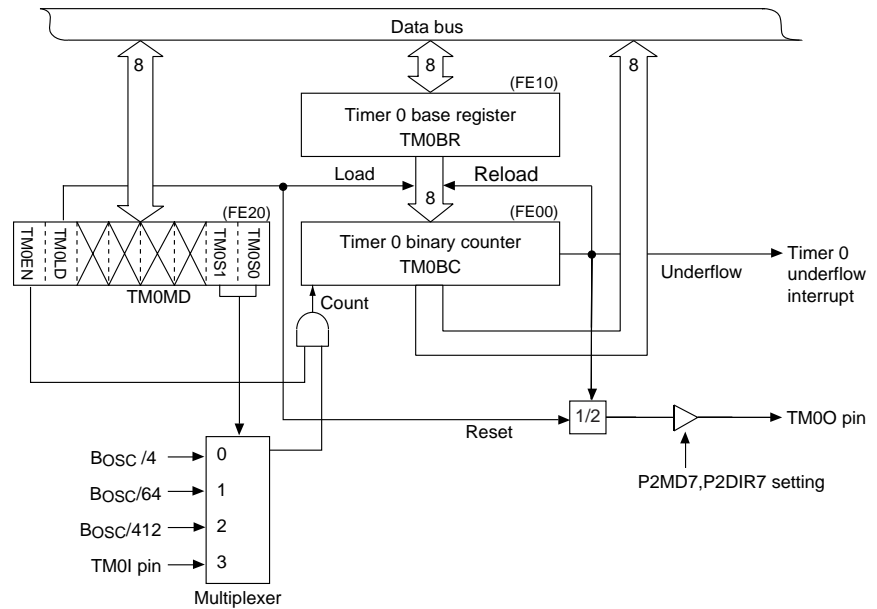 Data bus
8
8
8
(FE10)
Timer 0 base register
TM0BR
Load
8
Reload
(FE20)
(FE00)
TM0EN
TM0LD
TM0S1
TM0S0
TM0MD
Timer 0 binary counter
TM0BC
Underflow
Timer 0
underflow
interrupt
Count
Reset
1/2
TM0O pin
P2MD7,P2DIR7 setting
BOSC /4
0
BOSC/64
1
BOSC/412
2
TM0I pin
3
Multiplexer